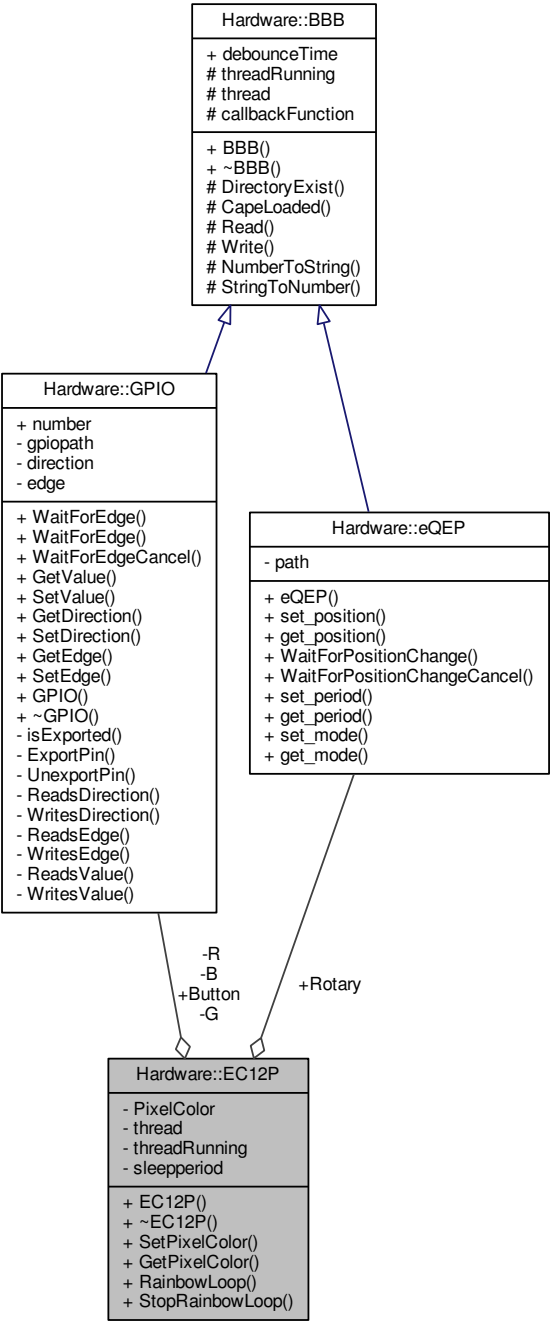 Hardware::BBB
+ debounceTime
# threadRunning
# thread
# callbackFunction
+ BBB()
+ ~BBB()
# DirectoryExist()
# CapeLoaded()
# Read()
# Write()
# NumberToString()
# StringToNumber()
Hardware::GPIO
+ number
- gpiopath
- direction
- edge
+ WaitForEdge()
+ WaitForEdge()
+ WaitForEdgeCancel()
+ GetValue()
+ SetValue()
+ GetDirection()
+ SetDirection()
+ GetEdge()
+ SetEdge()
+ GPIO()
+ ~GPIO()
- isExported()
- ExportPin()
- UnexportPin()
- ReadsDirection()
- WritesDirection()
- ReadsEdge()
- WritesEdge()
- ReadsValue()
- WritesValue()
Hardware::eQEP
- path
+ eQEP()
+ set_position()
+ get_position()
+ WaitForPositionChange()
+ WaitForPositionChangeCancel()
+ set_period()
+ get_period()
+ set_mode()
+ get_mode()
-R
-B
+Button
-G
+Rotary
Hardware::EC12P
- PixelColor
- thread
- threadRunning
- sleepperiod
+ EC12P()
+ ~EC12P()
+ SetPixelColor()
+ GetPixelColor()
+ RainbowLoop()
+ StopRainbowLoop()